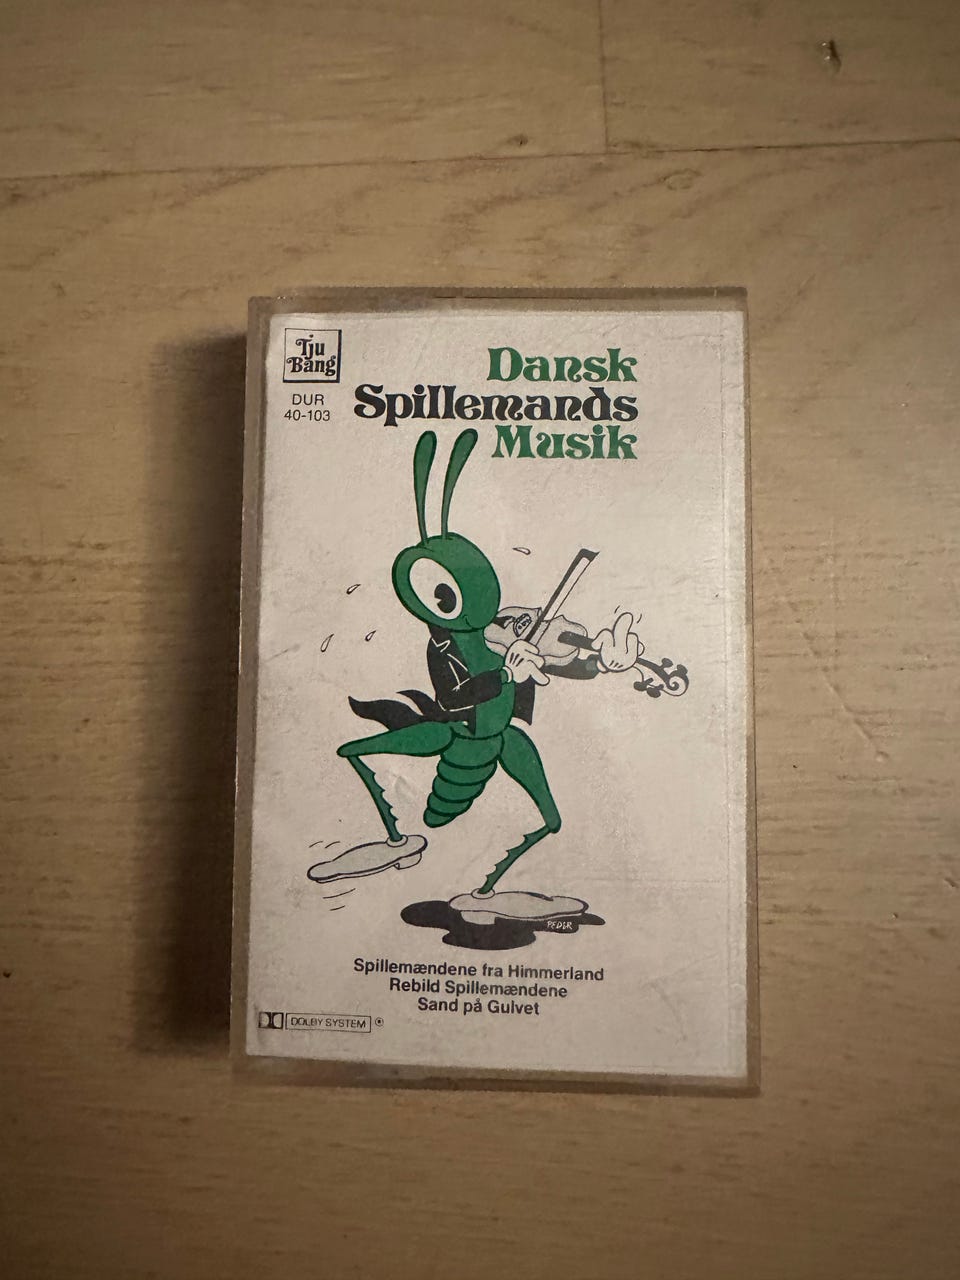 Tju
Bang
DUR
40-103
Dansk
Spillemands
Musik
PEDER
Spillemændene fra Himmerland
Rebild Spillemændene
Sand på Gulvet
DOLBY SYSTEM ®